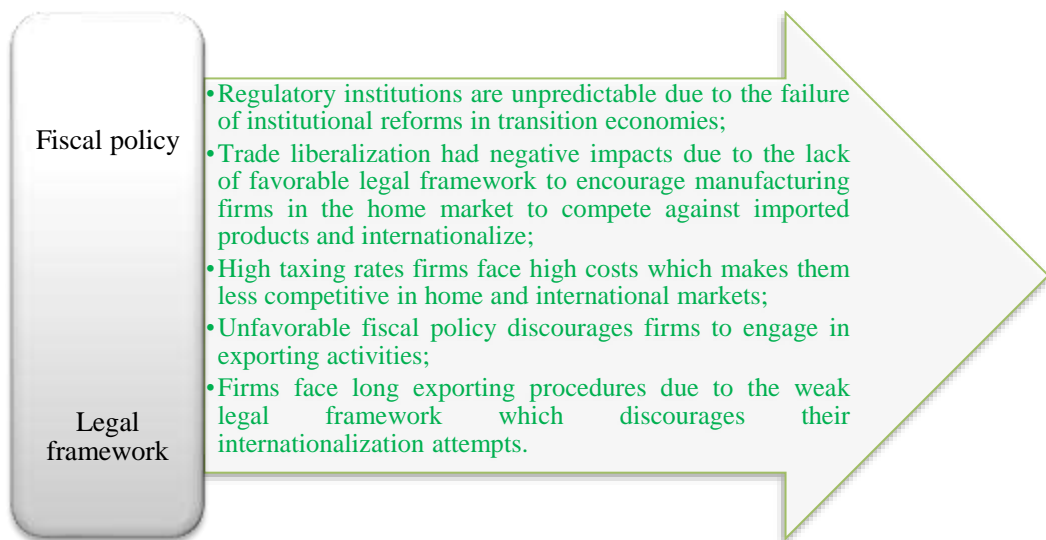 Fiscal policy
Legal
framework
•Regulatory institutions are unpredictable due to the failure
of institutional reforms in transition economies;
•Trade liberalization had negative impacts due to the lack
of favorable legal framework to encourage manufacturing
firms in the home market to compete against imported
products and internationalize;
•High taxing rates firms face high costs which makes them
less competitive in home and international markets;
•Unfavorable fiscal policy discourages firms to engage in
exporting activities;
•Firms face long exporting procedures due to the weak
legal framework which discourages their
internationalization attempts.